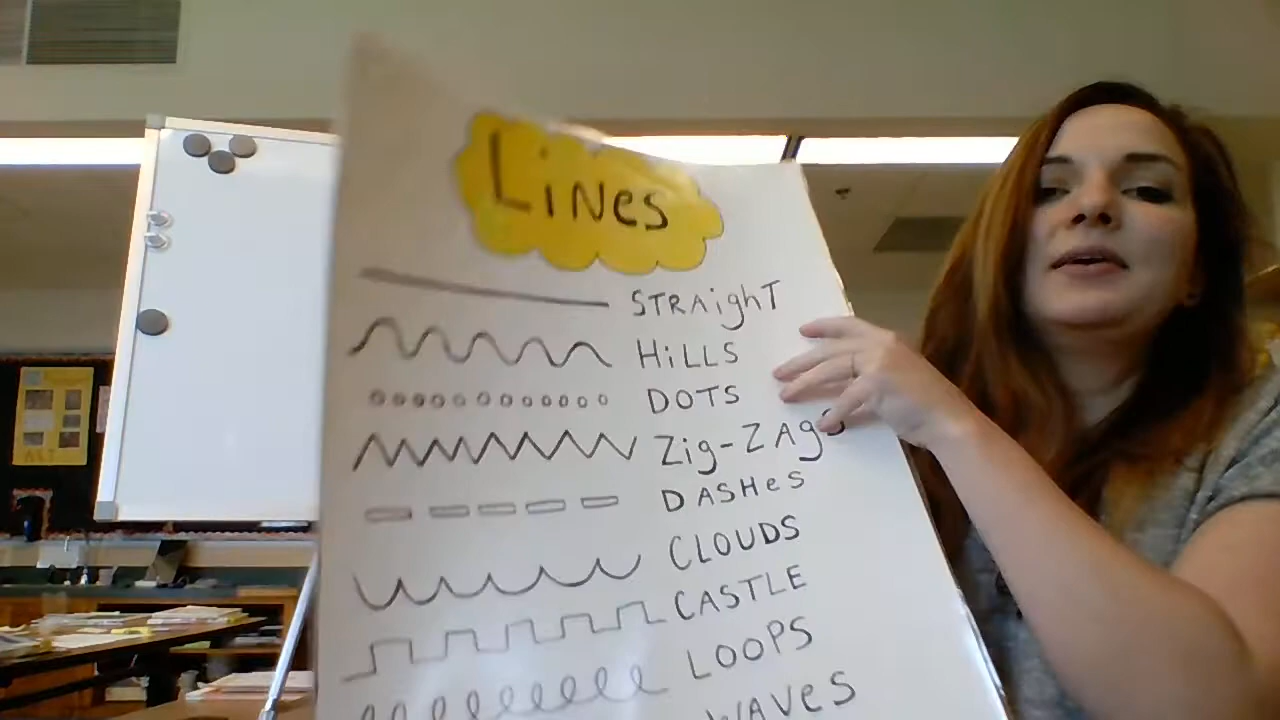 LiNes
STRAighT
HiLLS
DOTS
Zig-ZAgS
DASHeS
CLOUDS
CASTLE
LOOPS
WAVeS